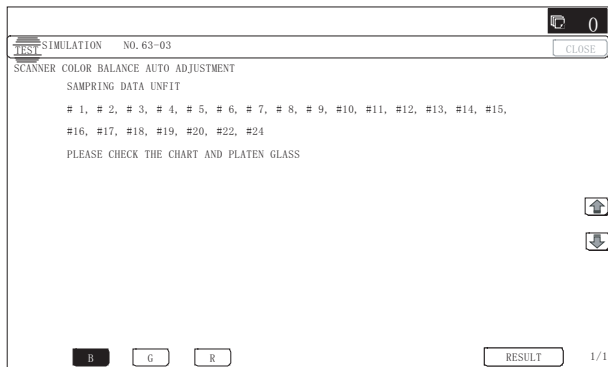 0
TEST SIMULATION NO. 63-03 CLOSE
SCANNER COLOR BALANCE AUTO ADJUSTMENT
SAMPRING DATA UNFIT
# 1, # 2, # 3, # 4, # 5, # 6, # 7, # 8, # 9, #10, #11, #12, #13, #14, #15,
#16, #17, #18, #19, #20, #22, #24
PLEASE CHECK THE CHART AND PLATEN GLASS
B G R RESULT 1/1